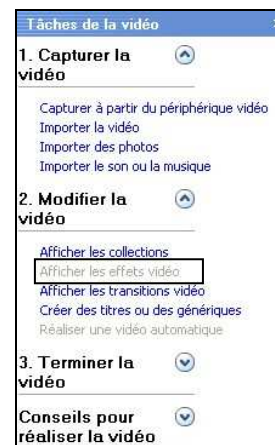 Tâches de la vidéo
1. Capturer la
vidéo
Capturer à partir du périphérique vidéo
Importer la vidéo
Importer des photos
Importer le son ou la musique
2. Modifier la
vidéo
Afficher les collections
Afficher les effets vidéo
Afficher les transitions vidéo
Créer des titres ou des génériques
Réaliser une vidéo automatique
3. Terminer la
vidéo
Conseils pour
réaliser la vidéo